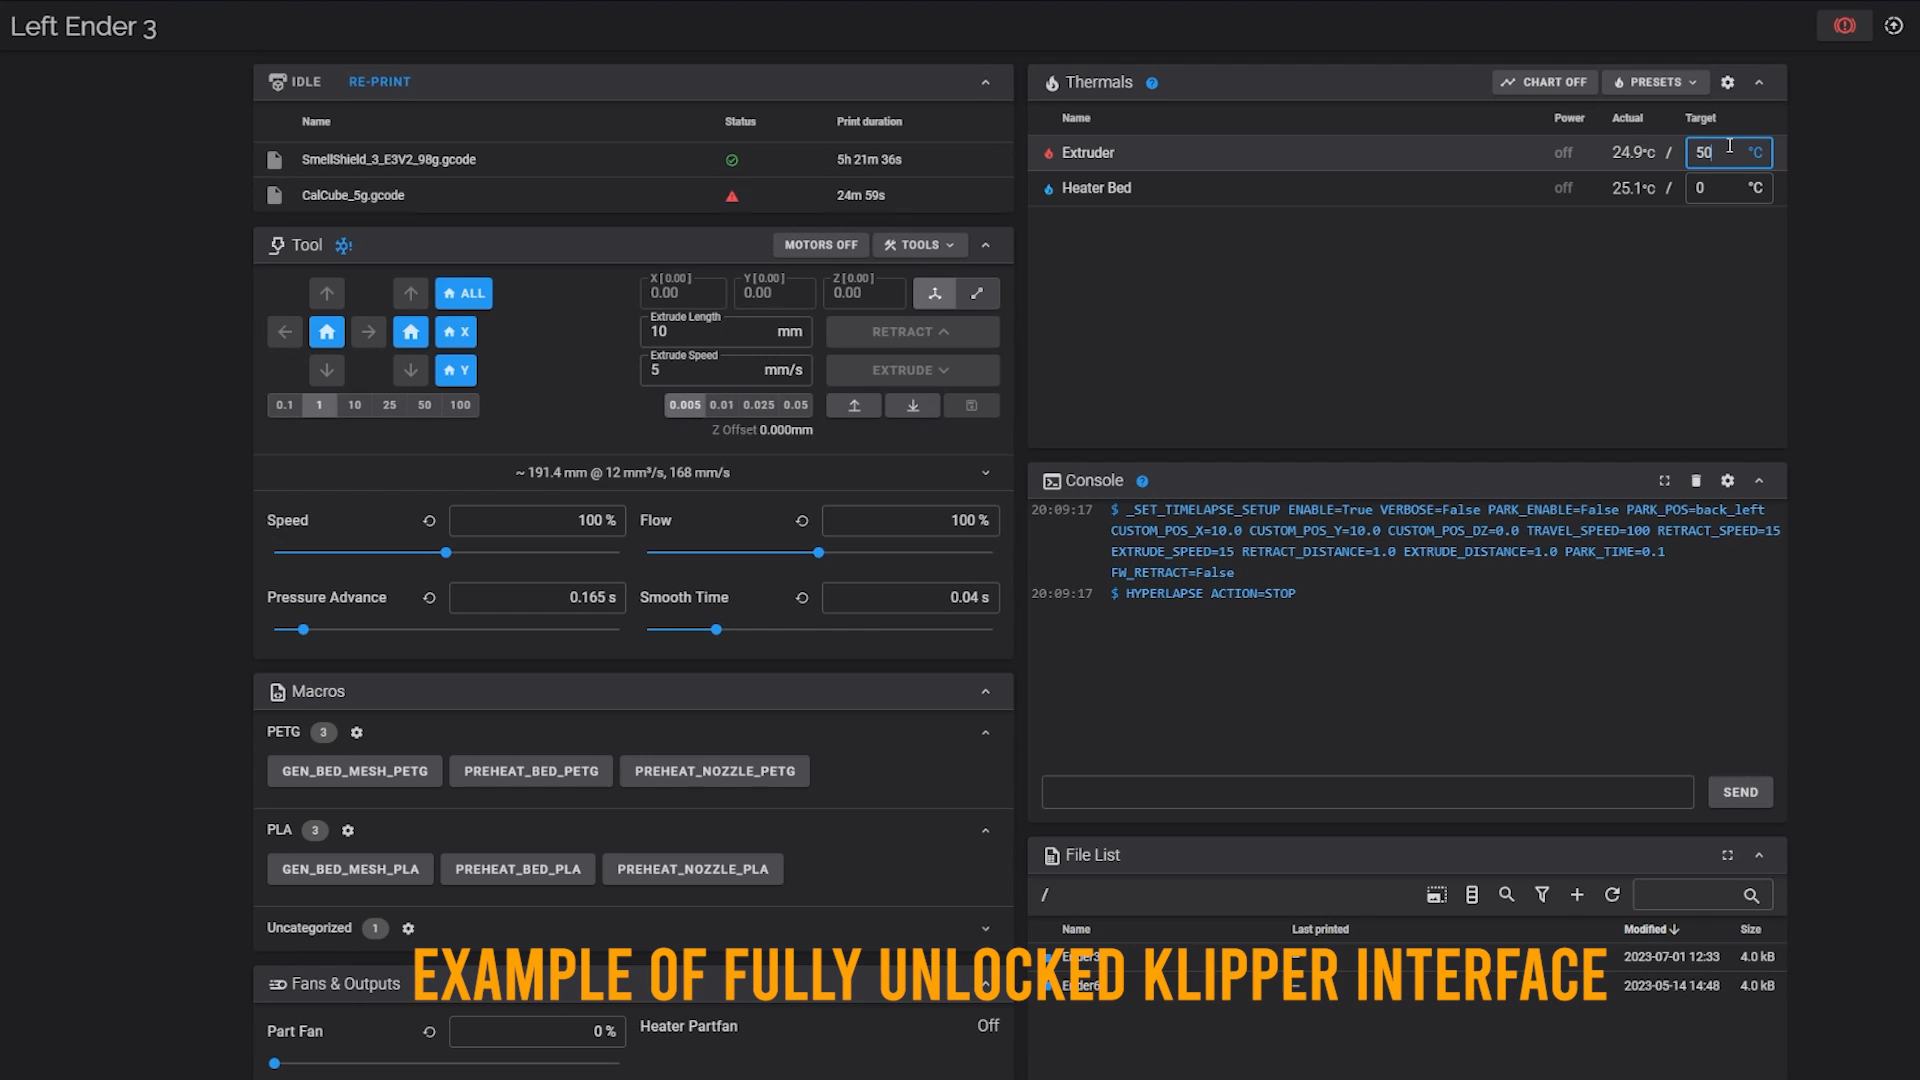 Left Ender 3
IDLE RE-PRINT
Name Status Print duration
SmellShield_3_E3V2_98g.gcode 5h 21m 36s
CalCube_5g.gcode 24m 59s
Tool MOTORS OFF TOOLS
ALL
X
Y
X [0.00] Y [0.00] Z [0.00]
0.00 0.00 0.00
Extrude Length
10 mm RETRACT
Extrude Speed
5 mm/s EXTRUDE
0.1 1 10 25 50 100
0.005 0.01 0.025 0.05
Z Offset 0.000mm
~ 191.4 mm @ 12 mm³/s, 168 mm/s
Speed 100 % Flow 100 %
Pressure Advance 0.165 s Smooth Time 0.04 s
Macros
PETG 3
GEN_BED_MESH_PETG PREHEAT_BED_PETG PREHEAT_NOZZLE_PETG
PLA 3
GEN_BED_MESH_PLA PREHEAT_BED_PLA PREHEAT_NOZZLE_PLA
Uncategorized 1
Fans & Outputs
Part Fan 0 % Heater Partfan Off
Thermals CHART OFF PRESETS
Name Power Actual Target
Extruder off 24.9°C / 50 °C
Heater Bed off 25.1°C / 0 °C
Console
20:09:17 $ _SET_TIMELAPSE_SETUP ENABLE=True VERBOSE=False PARK_ENABLE=False PARK_POS=back_left
CUSTOM_POS_X=10.0 CUSTOM_POS_Y=10.0 CUSTOM_POS_DZ=0.0 TRAVEL_SPEED=100 RETRACT_SPEED=15
EXTRUDE_SPEED=15 RETRACT_DISTANCE=1.0 EXTRUDE_DISTANCE=1.0 PARK_TIME=0.1
FW_RETRACT=False
20:09:17 $ HYPERLAPSE ACTION=STOP
SEND
File List
/
Name Last printed Modified Size
Ender3 2023-07-01 12:33 4.0 kB
Ender6 2023-05-14 14:48 4.0 kB
EXAMPLE OF FULLY UNLOCKED KLIPPER INTERFACE